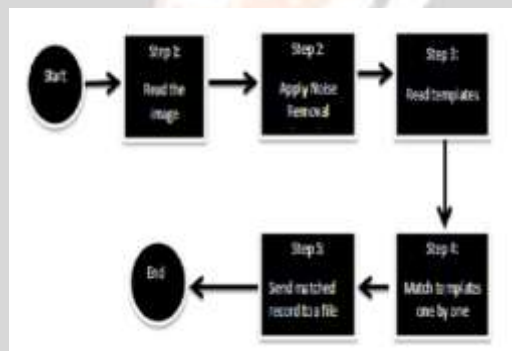 Start
Step 1:
Read the
image
Step 2:
Apply Noise
Removal
Step 3:
Read templates
Step 4:
Match templates
one by one
Step 5:
Send matched
record to a file
End